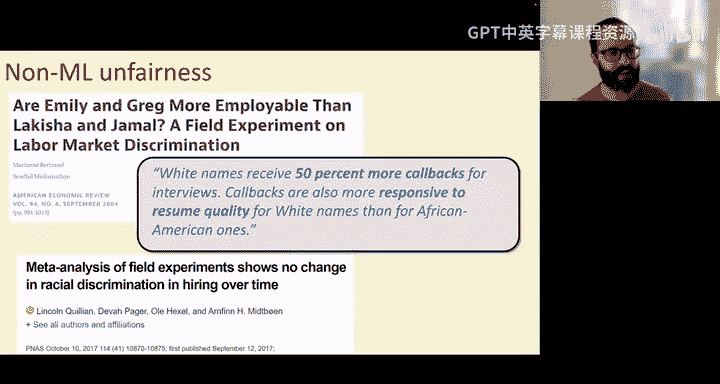 GPT中英字幕课程资源
Non-ML unfairness
Are Emily and Greg More Employable Than
Lakisha and Jamal? A Field Experiment on
Labor Market Discrimination
Marianne Bertrand
Sendhil Mullainathan
AMERICAN ECONOMIC REVIEW
VOL. 94, NO. 4, SEPTEMBER 2004
(pp. 991-1013)
"White names receive 50 percent more callbacks for
interviews. Callbacks are also more responsive to
resume quality for White names than for African-
American ones."
Meta-analysis of field experiments shows no change
in racial discrimination in hiring over time
Lincoln Quillian, Devah Pager, Ole Hexel, and Arnfinn H. Midtbøen
+ See all authors and affiliations
PNAS October 10, 2017 114 (41) 10870-10875; first published September 12, 2017;